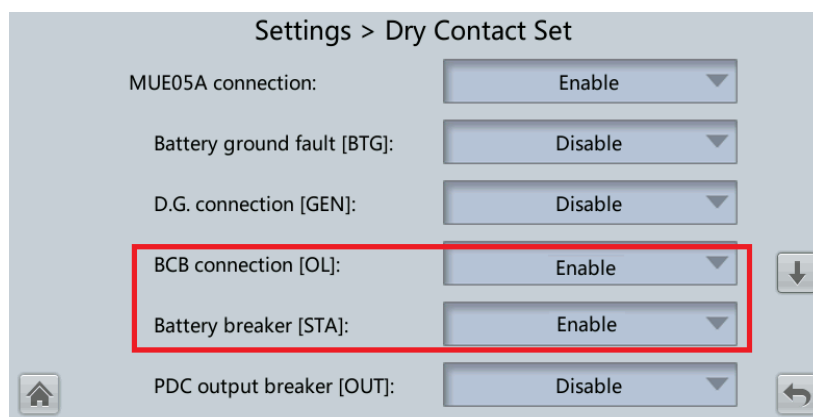 Settings > Dry Contact Set
MUE05A connection: Enable
Battery ground fault [BTG]: Disable
D.G. connection [GEN]: Disable
BCB connection [OL]: Enable
Battery breaker [STA]: Enable
PDC output breaker [OUT]: Disable